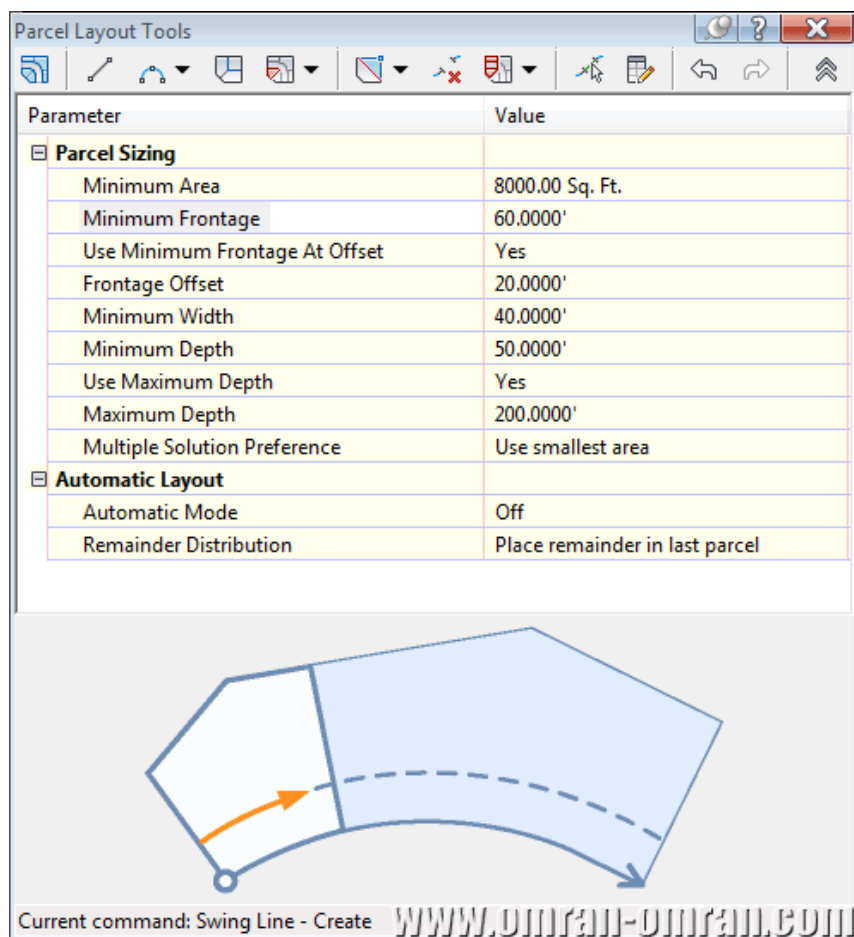 Parcel Layout Tools
Parameter Value
Parcel Sizing
Minimum Area 8000.00 Sq. Ft.
Minimum Frontage 60.0000'
Use Minimum Frontage At Offset Yes
Frontage Offset 20.0000'
Minimum Width 40.0000'
Minimum Depth 50.0000'
Use Maximum Depth Yes
Maximum Depth 200.0000'
Multiple Solution Preference Use smallest area
Automatic Layout
Automatic Mode Off
Remainder Distribution Place remainder in last parcel
Current command: Swing Line - Create www.omran-omran.com